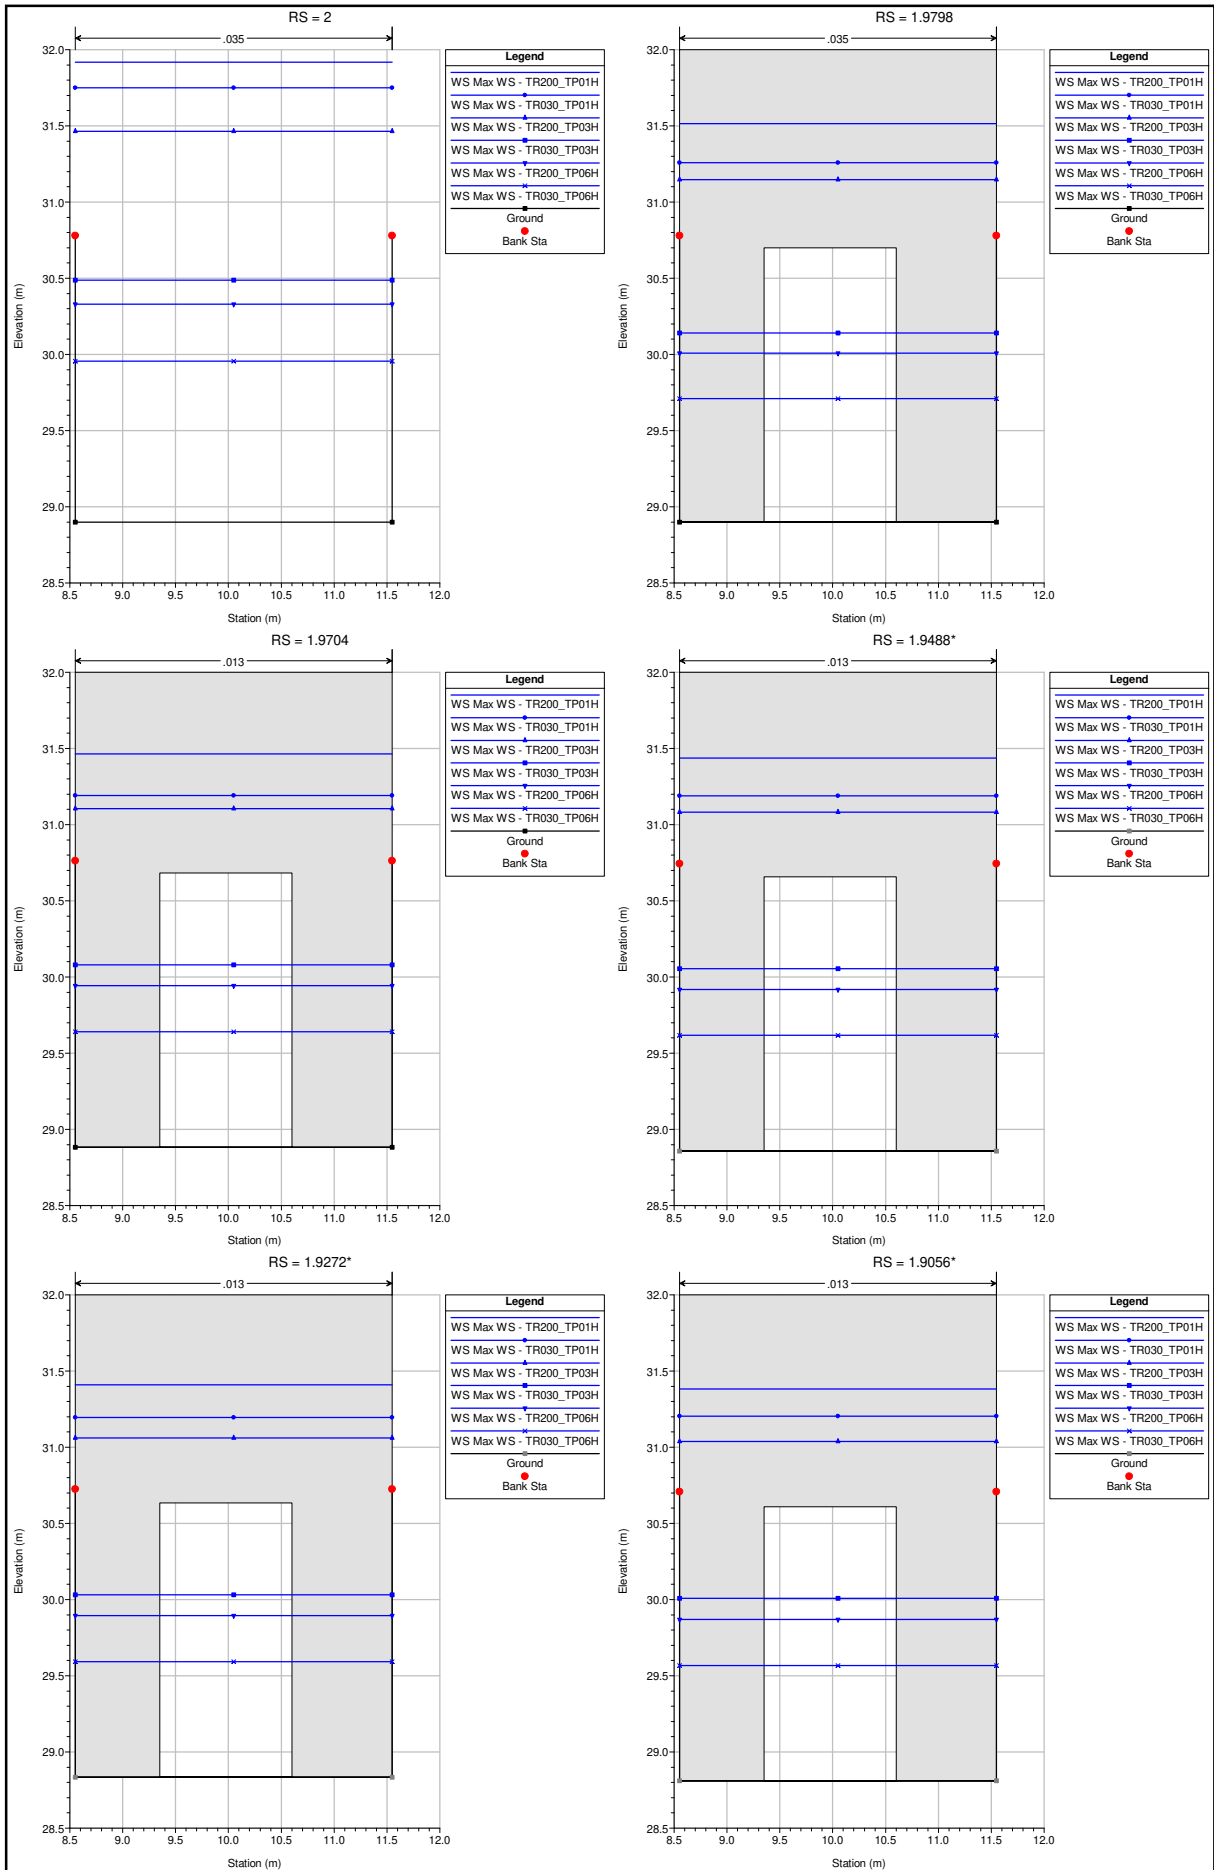 RS = 2
.035
32.0
31.5
31.0
30.5
30.0
29.5
29.0
28.5
8.5 9.0 9.5 10.0 10.5 11.0 11.5 12.0
Station (m)
Elevation (m)
Legend
WS Max WS - TR200_TP01H
WS Max WS - TR030_TP01H
WS Max WS - TR200_TP03H
WS Max WS - TR030_TP03H
WS Max WS - TR200_TP06H
WS Max WS - TR030_TP06H
Ground
Bank Sta
RS = 1.9798
.035
32.0
31.5
31.0
30.5
30.0
29.5
29.0
28.5
8.5 9.0 9.5 10.0 10.5 11.0 11.5 12.0
Station (m)
Elevation (m)
Legend
WS Max WS - TR200_TP01H
WS Max WS - TR030_TP01H
WS Max WS - TR200_TP03H
WS Max WS - TR030_TP03H
WS Max WS - TR200_TP06H
WS Max WS - TR030_TP06H
Ground
Bank Sta
RS = 1.9704
.013
32.0
31.5
31.0
30.5
30.0
29.5
29.0
28.5
8.5 9.0 9.5 10.0 10.5 11.0 11.5 12.0
Station (m)
Elevation (m)
Legend
WS Max WS - TR200_TP01H
WS Max WS - TR030_TP01H
WS Max WS - TR200_TP03H
WS Max WS - TR030_TP03H
WS Max WS - TR200_TP06H
WS Max WS - TR030_TP06H
Ground
Bank Sta
RS = 1.9488*
.013
32.0
31.5
31.0
30.5
30.0
29.5
29.0
28.5
8.5 9.0 9.5 10.0 10.5 11.0 11.5 12.0
Station (m)
Elevation (m)
Legend
WS Max WS - TR200_TP01H
WS Max WS - TR030_TP01H
WS Max WS - TR200_TP03H
WS Max WS - TR030_TP03H
WS Max WS - TR200_TP06H
WS Max WS - TR030_TP06H
Ground
Bank Sta
RS = 1.9272*
.013
32.0
31.5
31.0
30.5
30.0
29.5
29.0
28.5
8.5 9.0 9.5 10.0 10.5 11.0 11.5 12.0
Station (m)
Elevation (m)
Legend
WS Max WS - TR200_TP01H
WS Max WS - TR030_TP01H
WS Max WS - TR200_TP03H
WS Max WS - TR030_TP03H
WS Max WS - TR200_TP06H
WS Max WS - TR030_TP06H
Ground
Bank Sta
RS = 1.9056*
.013
32.0
31.5
31.0
30.5
30.0
29.5
29.0
28.5
8.5 9.0 9.5 10.0 10.5 11.0 11.5 12.0
Station (m)
Elevation (m)
Legend
WS Max WS - TR200_TP01H
WS Max WS - TR030_TP01H
WS Max WS - TR200_TP03H
WS Max WS - TR030_TP03H
WS Max WS - TR200_TP06H
WS Max WS - TR030_TP06H
Ground
Bank Sta